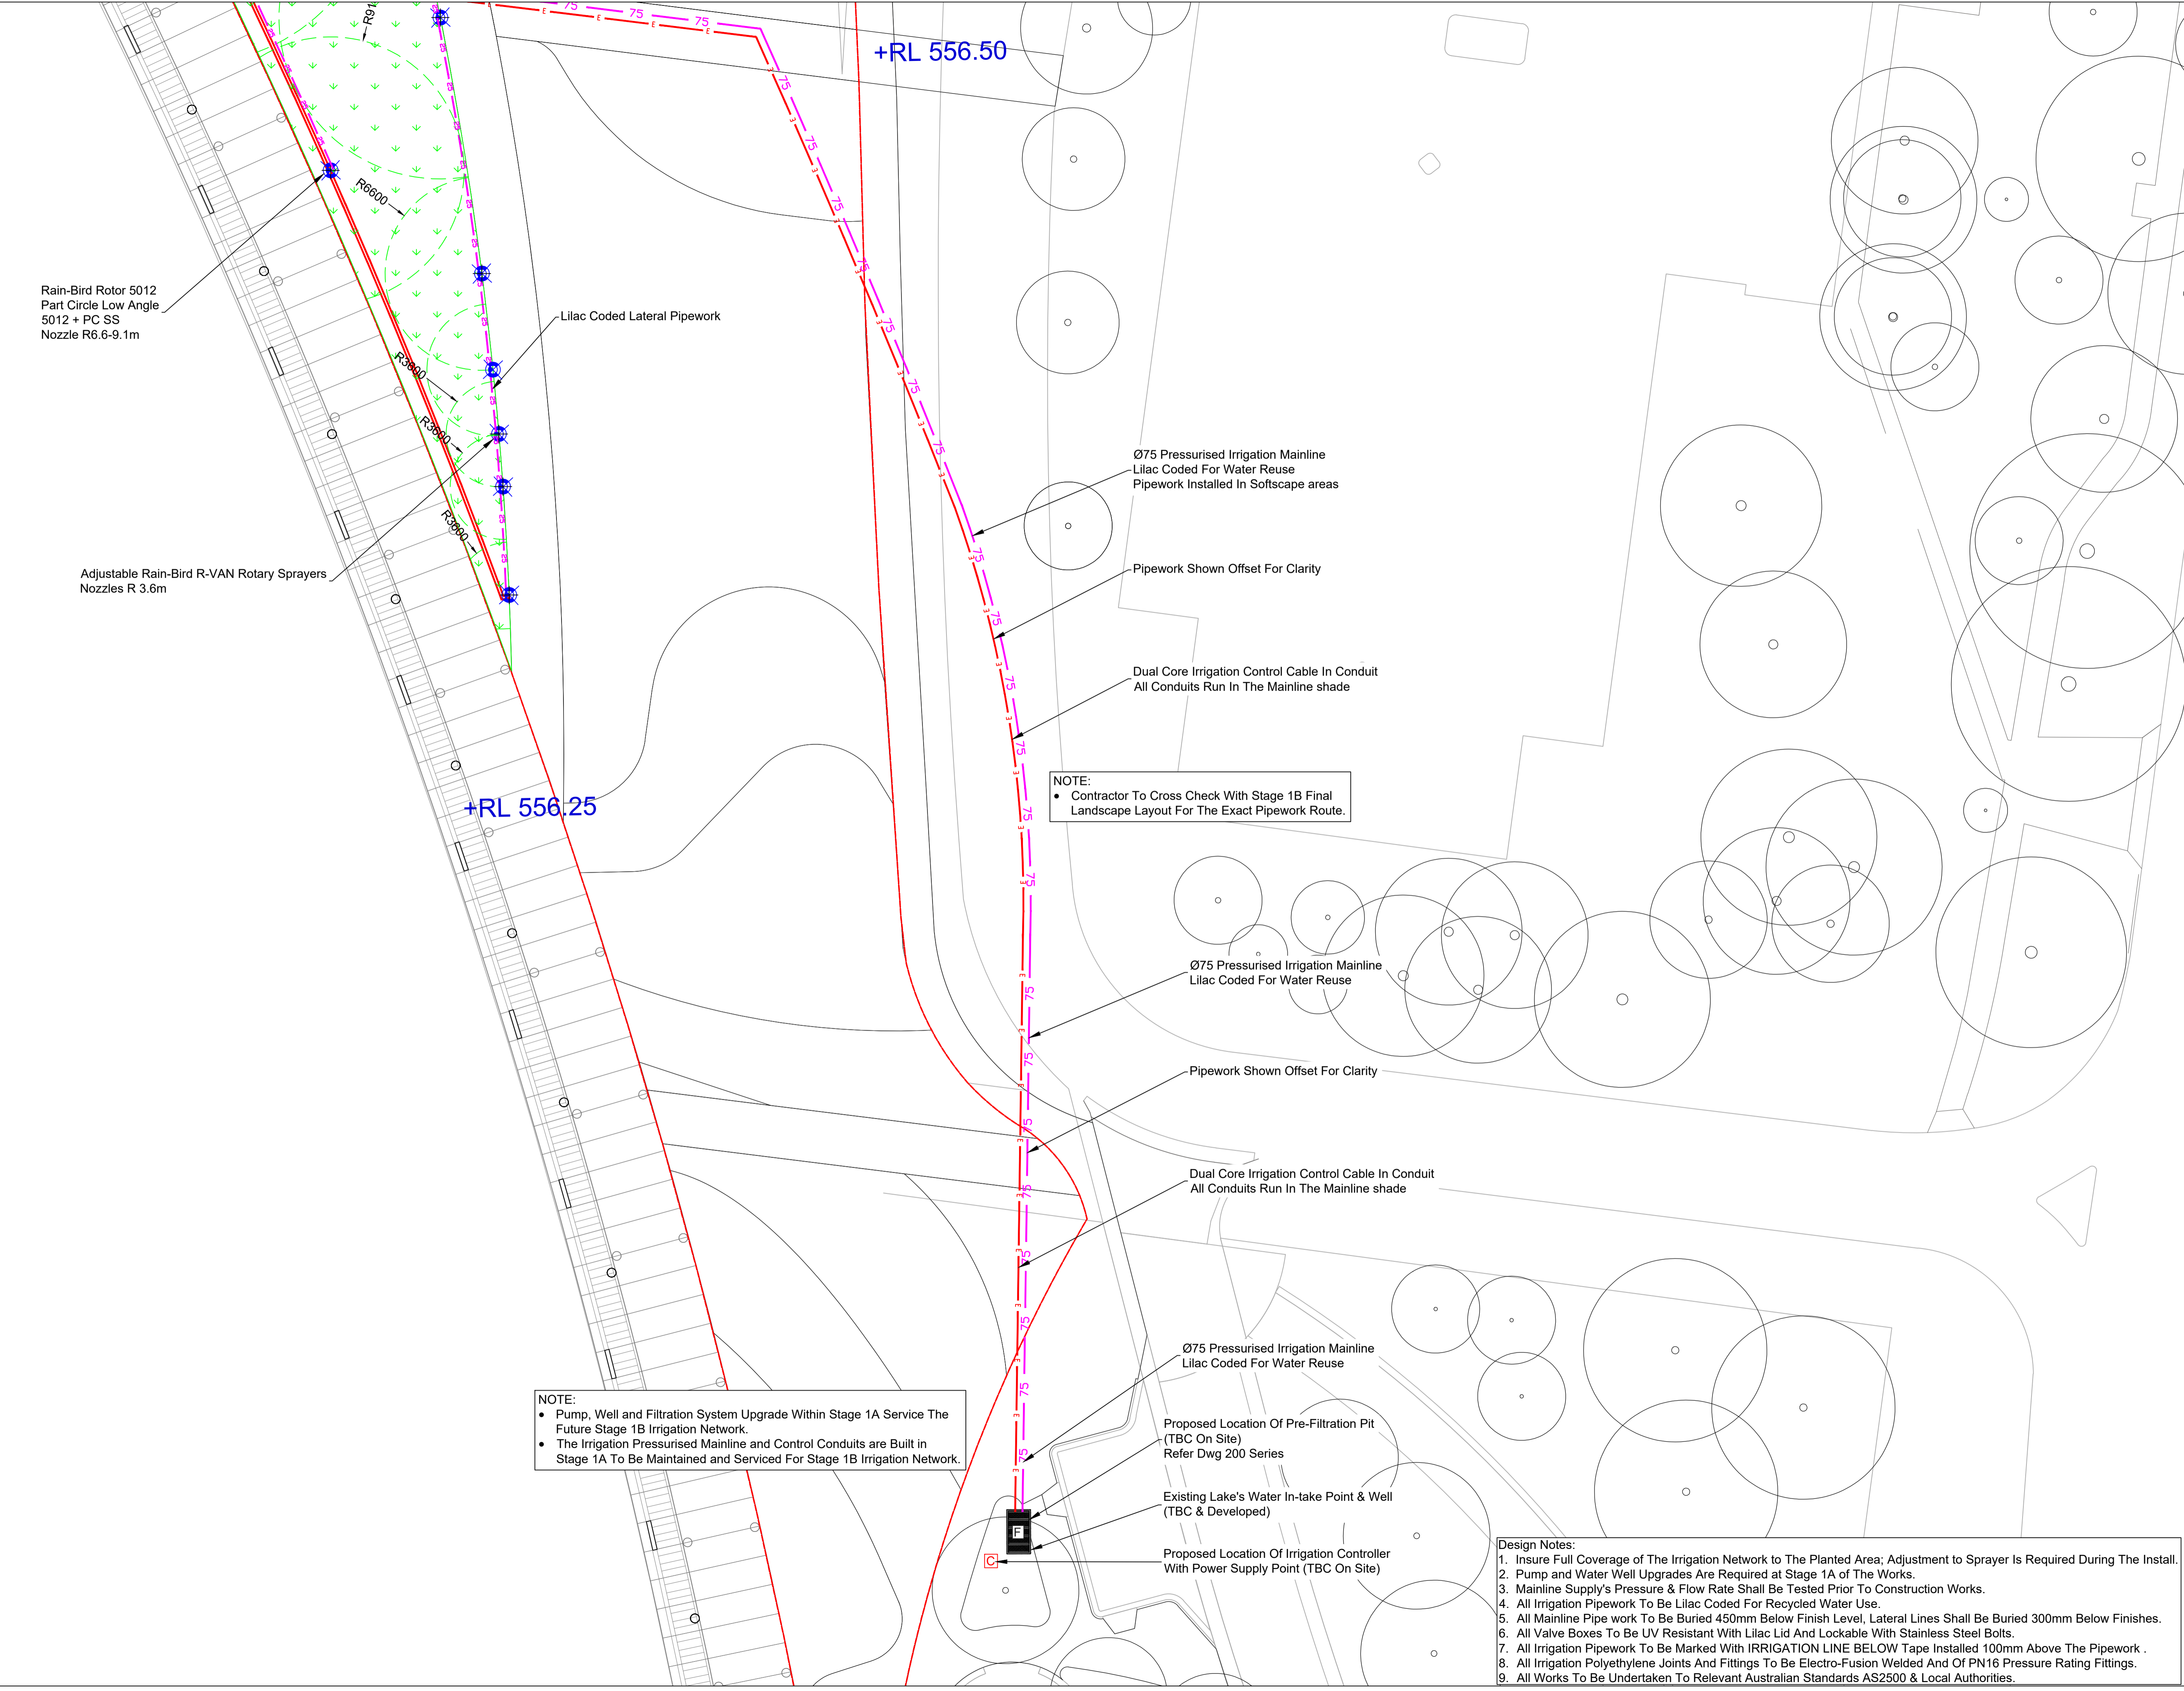 R91
+RL 556.50
75 75 75
R6600
Rain-Bird Rotor 5012
Part Circle Low Angle
5012 + PC SS
Nozzle R6.6-9.1m
Lilac Coded Lateral Pipework
R3600
R3600
R3600
Adjustable Rain-Bird R-VAN Rotary Sprayers
Nozzles R 3.6m
Ø75 Pressurised Irrigation Mainline
Lilac Coded For Water Reuse
Pipework Installed In Softscape areas
Pipework Shown Offset For Clarity
Dual Core Irrigation Control Cable In Conduit
All Conduits Run In The Mainline shade
+RL 556.25
NOTE:
● Contractor To Cross Check With Stage 1B Final
Landscape Layout For The Exact Pipework Route.
Ø75 Pressurised Irrigation Mainline
Lilac Coded For Water Reuse
Pipework Shown Offset For Clarity
Dual Core Irrigation Control Cable In Conduit
All Conduits Run In The Mainline shade
Ø75 Pressurised Irrigation Mainline
Lilac Coded For Water Reuse
NOTE:
● Pump, Well and Filtration System Upgrade Within Stage 1A Service The
Future Stage 1B Irrigation Network.
● The Irrigation Pressurised Mainline and Control Conduits are Built in
Stage 1A To Be Maintained and Serviced For Stage 1B Irrigation Network.
Proposed Location Of Pre-Filtration Pit
(TBC On Site)
Refer Dwg 200 Series
Existing Lake's Water In-take Point & Well
(TBC & Developed)
F
C
Proposed Location Of Irrigation Controller
With Power Supply Point (TBC On Site)
Design Notes:
1. Insure Full Coverage of The Irrigation Network to The Planted Area; Adjustment to Sprayer Is Required During The Install.
2. Pump and Water Well Upgrades Are Required at Stage 1A of The Works.
3. Mainline Supply's Pressure & Flow Rate Shall Be Tested Prior To Construction Works.
4. All Irrigation Pipework To Be Lilac Coded For Recycled Water Use.
5. All Mainline Pipe work To Be Buried 450mm Below Finish Level, Lateral Lines Shall Be Buried 300mm Below Finishes.
6. All Valve Boxes To Be UV Resistant With Lilac Lid And Lockable With Stainless Steel Bolts.
7. All Irrigation Pipework To Be Marked With IRRIGATION LINE BELOW Tape Installed 100mm Above The Pipework .
8. All Irrigation Polyethylene Joints And Fittings To Be Electro-Fusion Welded And Of PN16 Pressure Rating Fittings.
9. All Works To Be Undertaken To Relevant Australian Standards AS2500 & Local Authorities.